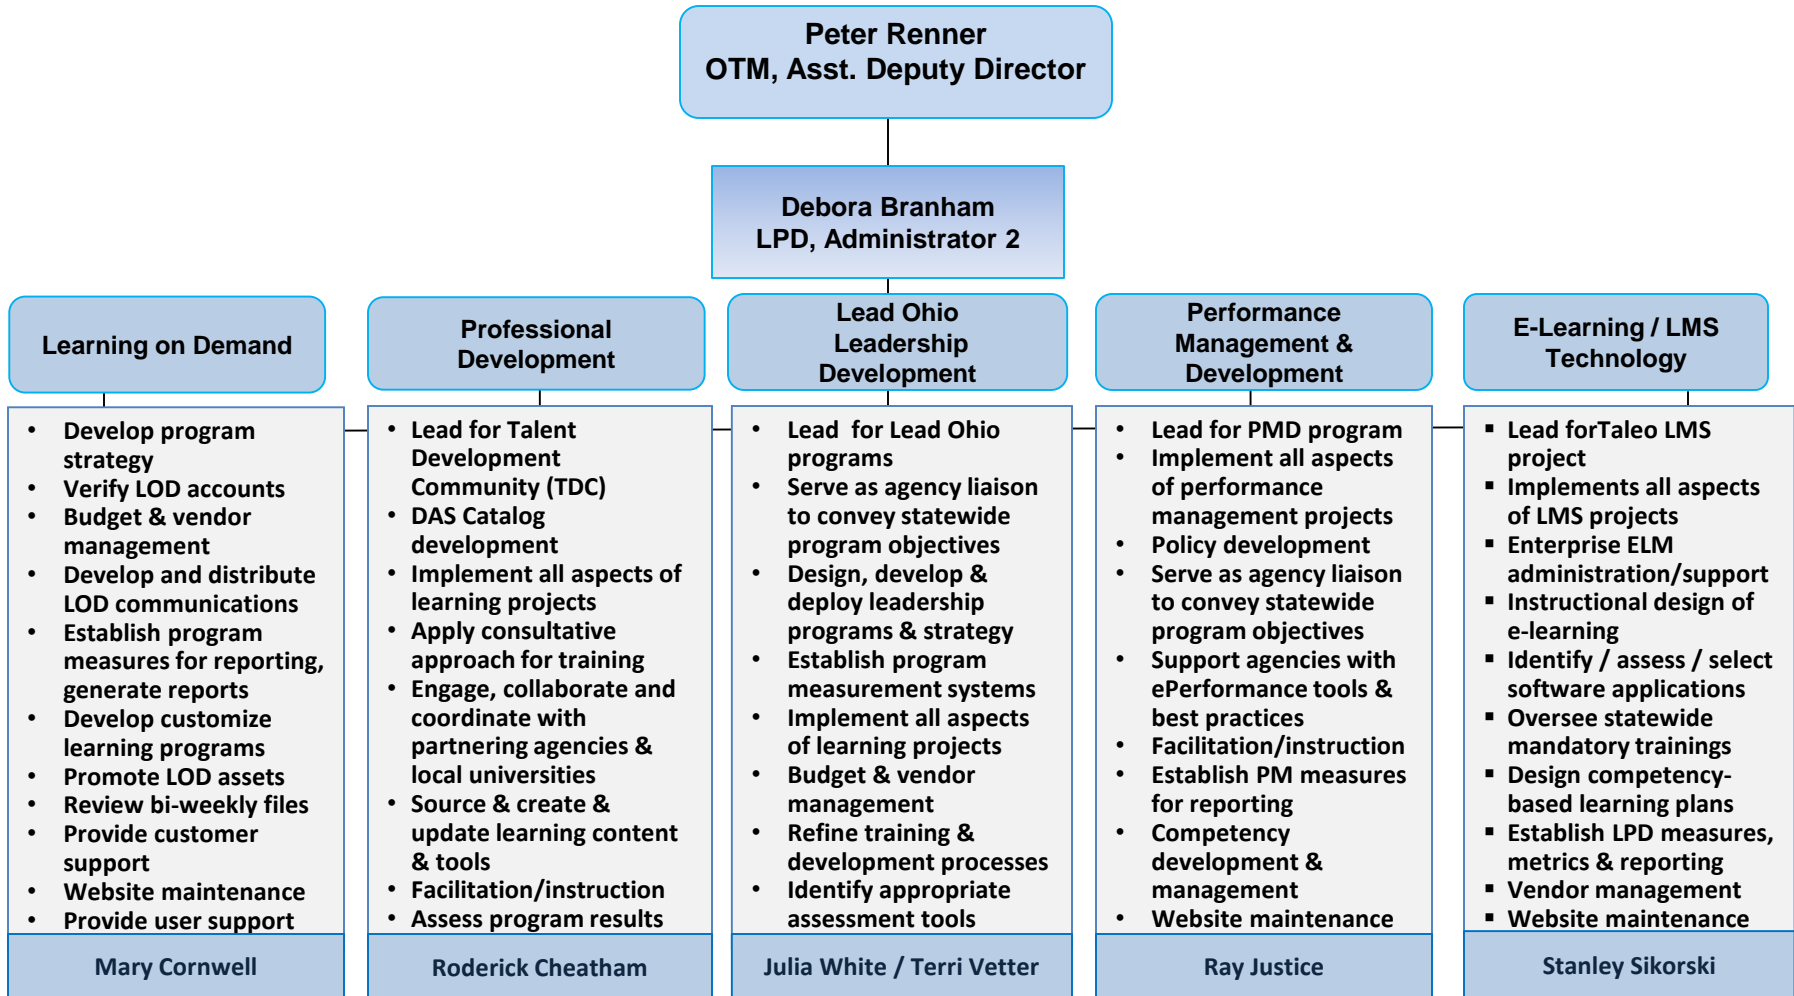 Peter Renner
OTM, Asst. Deputy Director
Debora Branham
LPD, Administrator 2
Learning on Demand
• Develop program
strategy
• Verify LOD accounts
• Budget & vendor
management
• Develop and distribute
LOD communications
• Establish program
measures for reporting,
generate reports
• Develop customize
learning programs
• Promote LOD assets
• Review bi-weekly files
• Provide customer
support
• Website maintenance
• Provide user support
Mary Cornwell
Professional
Development
• Lead for Talent
Development
Community (TDC)
• DAS Catalog
development
• Implement all aspects of
learning projects
• Apply consultative
approach for training
• Engage, collaborate and
coordinate with
partnering agencies &
local universities
• Source & create &
update learning content
& tools
• Facilitation/instruction
• Assess program results
Roderick Cheatham
Lead Ohio
Leadership
Development
• Lead for Lead Ohio
programs
• Serve as agency liaison
to convey statewide
program objectives
• Design, develop &
deploy leadership
programs & strategy
• Establish program
measurement systems
• Implement all aspects
of learning projects
• Budget & vendor
management
• Refine training &
development processes
• Identify appropriate
assessment tools
Julia White / Terri Vetter
Performance
Management &
Development
• Lead for PMD program
• Implement all aspects
of performance
management projects
• Policy development
• Serve as agency liaison
to convey statewide
program objectives
• Support agencies with
ePerformance tools &
best practices
• Facilitation/instruction
• Establish PM measures
for reporting
• Competency
development &
management
• Website maintenance
Ray Justice
E-Learning / LMS
Technology
▪ Lead forTaleo LMS
project
▪ Implements all aspects
of LMS projects
▪ Enterprise ELM
administration/support
▪ Instructional design of
e-learning
▪ Identify / assess / select
software applications
▪ Oversee statewide
mandatory trainings
▪ Design competency-
based learning plans
▪ Establish LPD measures,
metrics & reporting
▪ Vendor management
▪ Website maintenance
Stanley Sikorski